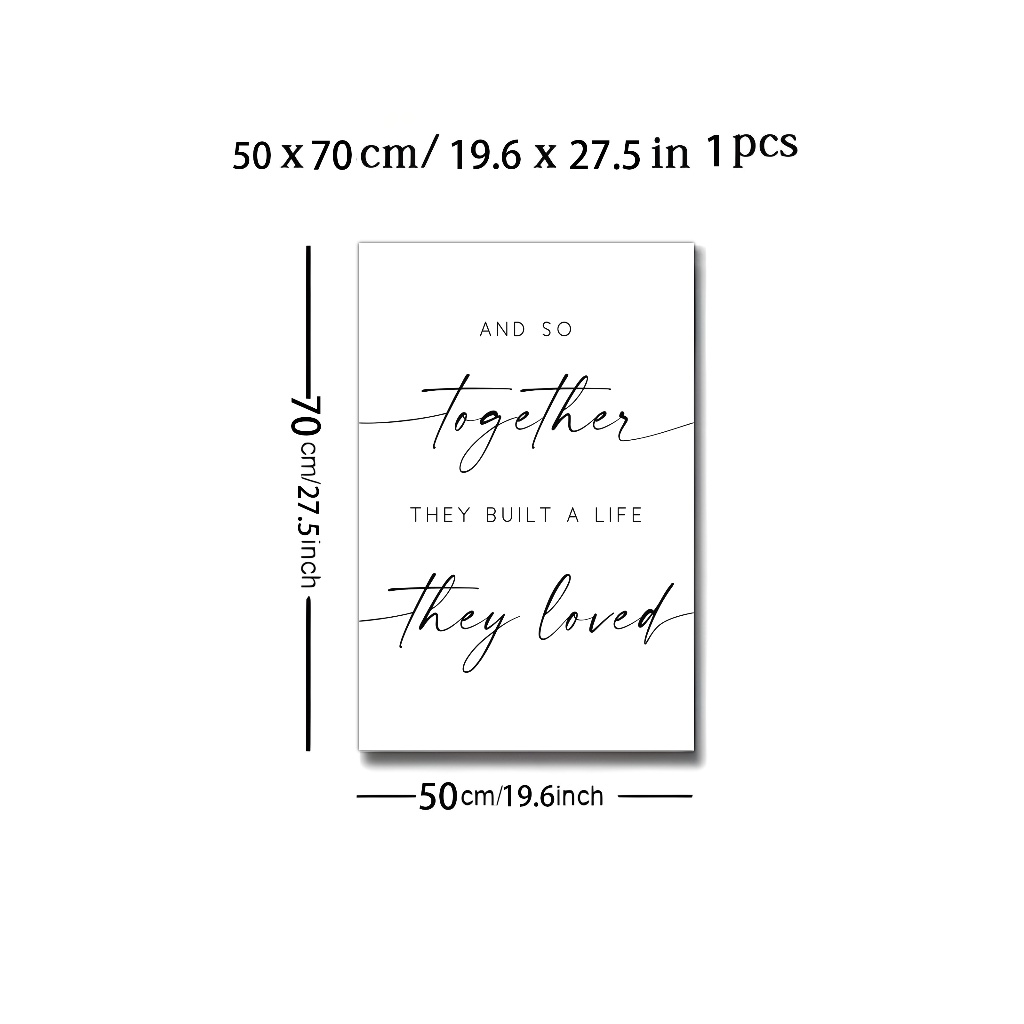 50 x 70 cm/ 19.6 x 27.5 in 1 pcs
AND SO
together
THEY BUILT A LIFE
they loved
70cm/27.5inch
50cm/19.6inch